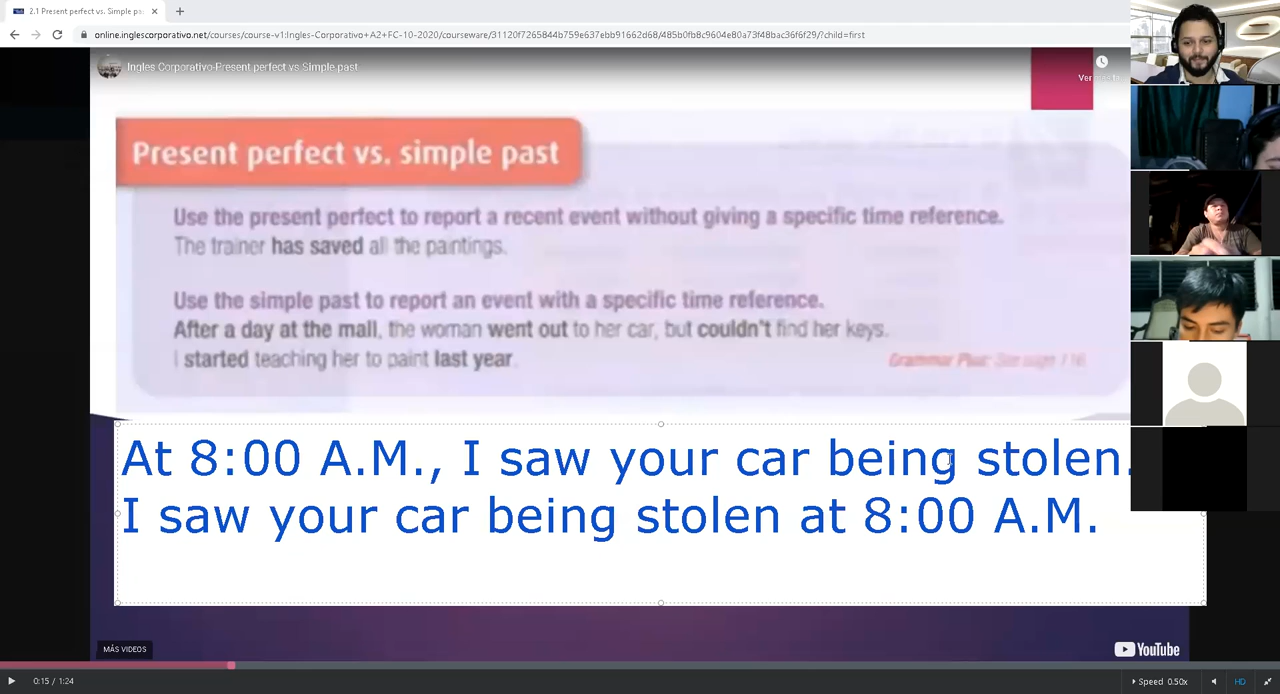 2.1 Present perfect vs. Simple pa
online.inglescorporativo.net/courses/course-v1:Ingles-Corporativo+A2+FC-10-2020/courseware/31120f7265844b759e637ebb91662d68/485b0fb8c9604e80a73f48bac36f6f29/?child=first
Ingles Corporativo-Present perfect vs Simple past
Present perfect vs. simple past
Use the present perfect to report a recent event without giving a specific time reference.
The trainer has saved all the paintings.
Use the simple past to report an event with a specific time reference.
After a day at the mall, the woman went out to her car, but couldn't find her keys.
I started teaching her to paint last year.
Grammar Plus: See page
At 8:00 A.M., I saw your car being stolen.
I saw your car being stolen at 8:00 A.M.
MÁS VIDEOS
YouTube
0:15 / 1:24
Speed 0.50x
HD